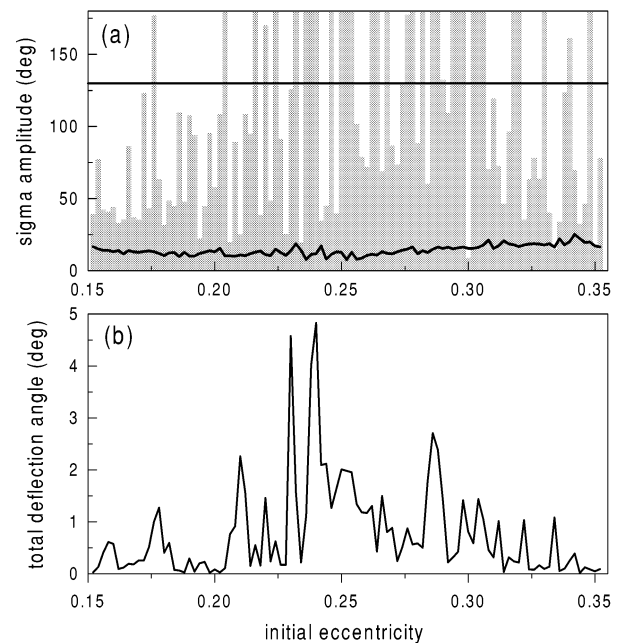 (a)
sigma amplitude (deg)
150
100
50
0
0.15 0.20 0.25 0.30 0.35
(b)
total deflection angle (deg)
5
4
3
2
1
0
0.15 0.20 0.25 0.30 0.35
initial eccentricity